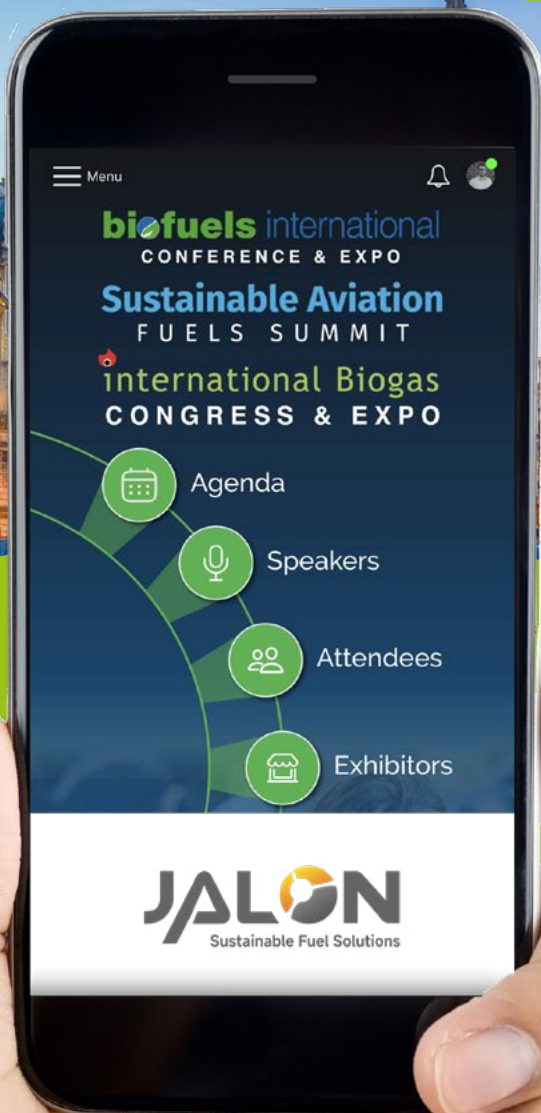 Menu
biofuels international
CONFERENCE & EXPO
Sustainable Aviation
FUELS SUMMIT
international Biogas
CONGRESS & EXPO
Agenda
Speakers
Attendees
Exhibitors
JALON
Sustainable Fuel Solutions